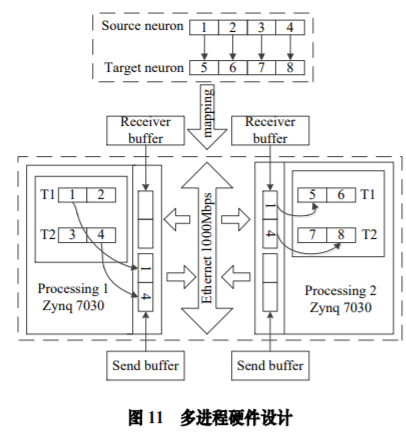 Source neuron 1 2 3 4
Target neuron 5 6 7 8
mapping
Receiver buffer
Receiver buffer
T1 1 2
T2 3 4
1
4
Processing 1
Zynq 7030
Ethernet 1000Mbps
1
4
5 6 T1
7 8 T2
Processing 2
Zynq 7030
Send buffer
Send buffer
图 11 多进程硬件设计